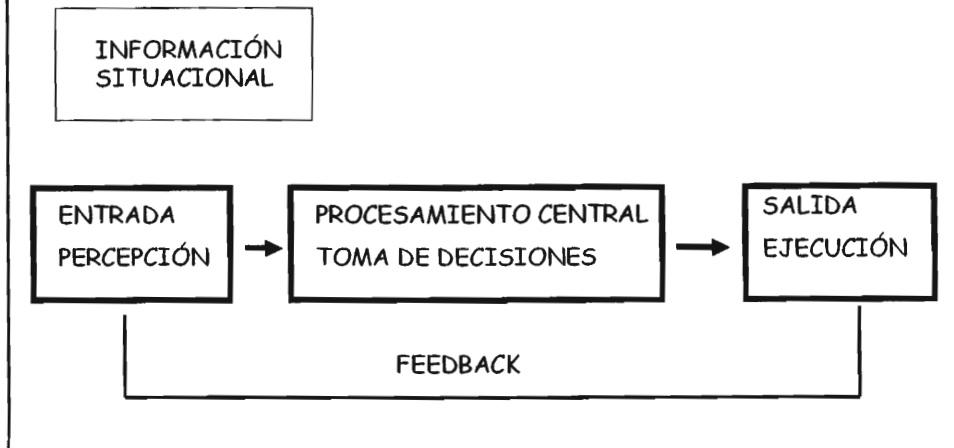 INFORMACIÓN
SITUACIONAL
ENTRADA
PERCEPCIÓN
PROCESAMIENTO CENTRAL
TOMA DE DECISIONES
SALIDA
EJECUCIÓN
FEEDBACK